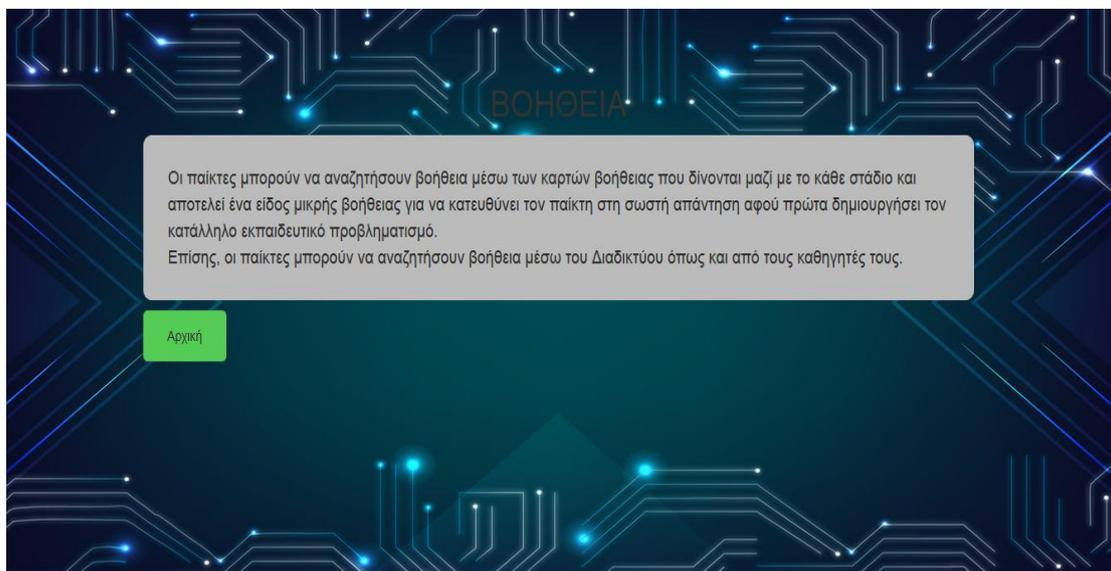 ΒΟΗΘΕΙΑ
Οι παίκτες μπορούν να αναζητήσουν βοήθεια μέσω των καρτών βοήθειας που δίνονται μαζί με το κάθε στάδιο και
αποτελεί ένα είδος μικρής βοήθειας για να κατευθύνει τον παίκτη στη σωστή απάντηση αφού πρώτα δημιουργήσει τον
κατάλληλο εκπαιδευτικό προβληματισμό.
Επίσης, οι παίκτες μπορούν να αναζητήσουν βοήθεια μέσω του Διαδικτύου όπως και από τους καθηγητές τους.
Αρχική